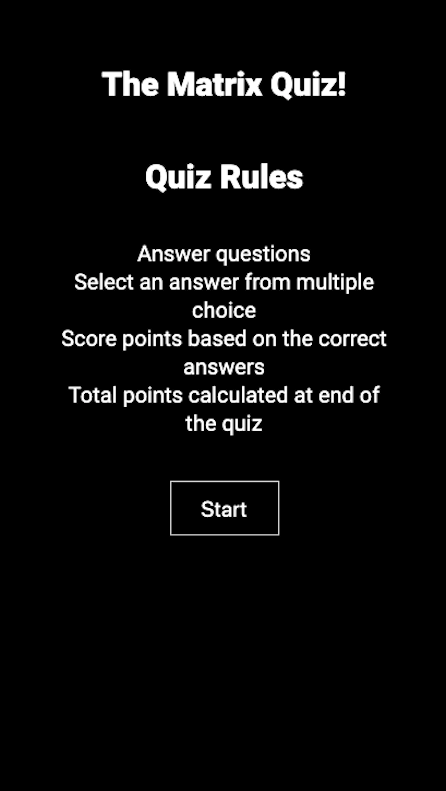 The Matrix Quiz!
Quiz Rules
Answer questions
Select an answer from multiple
choice
Score points based on the correct
answers
Total points calculated at end of
the quiz
Start